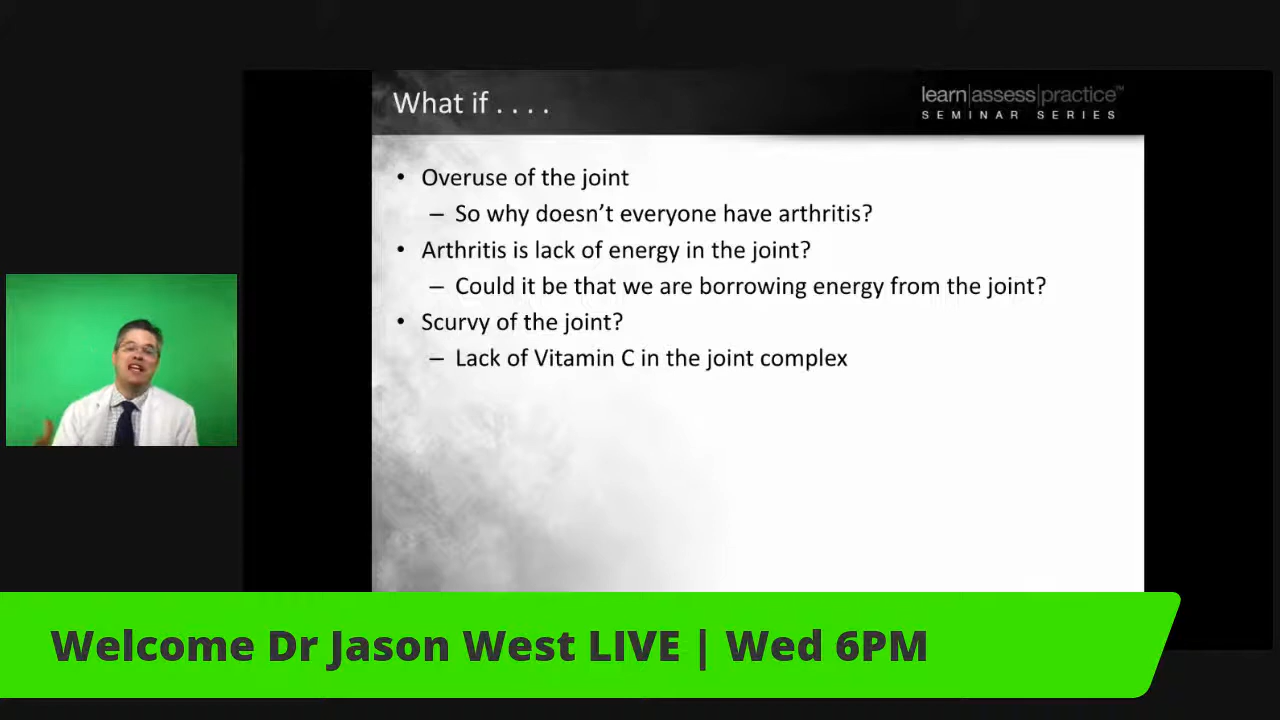 What if . . . .
learn|assess|practice™
SEMINAR SERIES
• Overuse of the joint
– So why doesn’t everyone have arthritis?
• Arthritis is lack of energy in the joint?
– Could it be that we are borrowing energy from the joint?
• Scurvy of the joint?
– Lack of Vitamin C in the joint complex
Welcome Dr Jason West LIVE | Wed 6PM